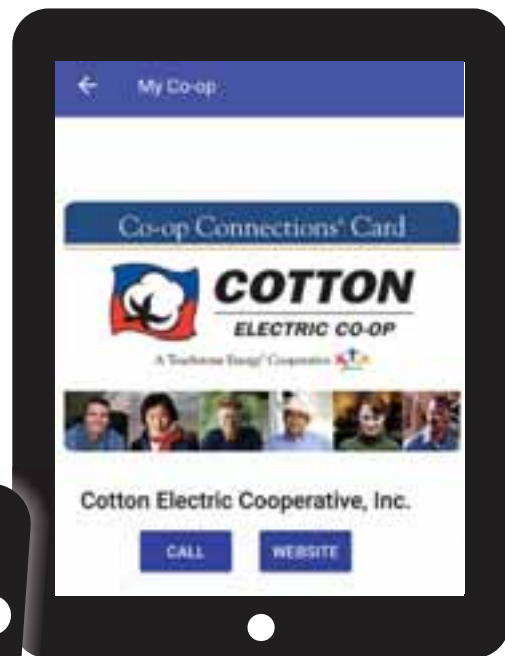 My Co-op
Co-op Connections® Card
COTTON
ELECTRIC CO-OP
A Touchstone Energy® Cooperative
Cotton Electric Cooperative, Inc.
CALL WEBSITE